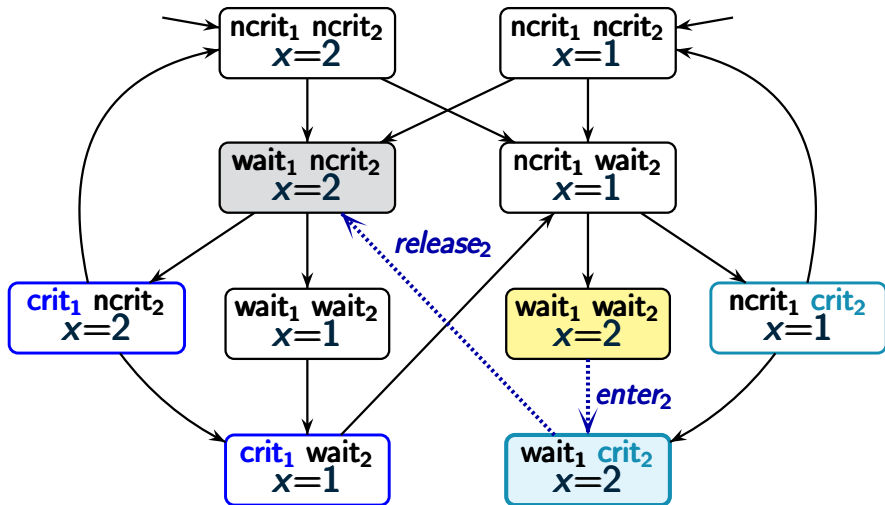 ncrit₁ ncrit₂
x=2
ncrit₁ ncrit₂
x=1
wait₁ ncrit₂
x=2
ncrit₁ wait₂
x=1
release₂
crit₁ ncrit₂
x=2
wait₁ wait₂
x=1
wait₁ wait₂
x=2
ncrit₁ crit₂
x=1
enter₂
crit₁ wait₂
x=1
wait₁ crit₂
x=2